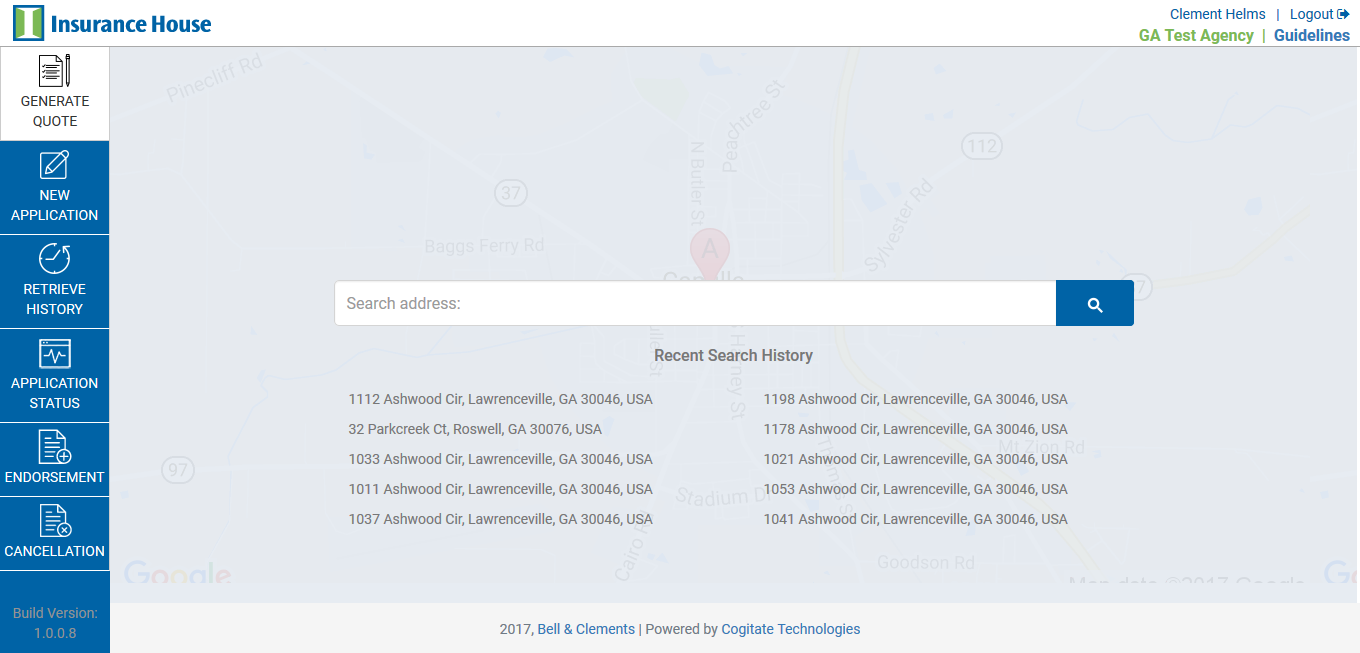 Insurance House
Clement Helms | Logout
GA Test Agency | Guidelines
GENERATE
QUOTE
NEW
APPLICATION
RETRIEVE
HISTORY
APPLICATION
STATUS
ENDORSEMENT
CANCELLATION
Build Version:
1.0.0.8
Pinecliff Rd
Peachtree St
N Butler St
112
37
Sylvester Rd
Baggs Ferry Rd
A
Search address:
Recent Search History
1112 Ashwood Cir, Lawrenceville, GA 30046, USA
1198 Ashwood Cir, Lawrenceville, GA 30046, USA
32 Parkcreek Ct, Roswell, GA 30076, USA
1178 Ashwood Cir, Lawrenceville, GA 30046, USA
1033 Ashwood Cir, Lawrenceville, GA 30046, USA
1021 Ashwood Cir, Lawrenceville, GA 30046, USA
1011 Ashwood Cir, Lawrenceville, GA 30046, USA
1053 Ashwood Cir, Lawrenceville, GA 30046, USA
1037 Ashwood Cir, Lawrenceville, GA 30046, USA
1041 Ashwood Cir, Lawrenceville, GA 30046, USA
S Harney St
Mt Zion Rd
97
Stadium D
Cairo Rd
Goodson Rd
Google
Map data ©2017 Google
2017, Bell & Clements | Powered by Cogitate Technologies